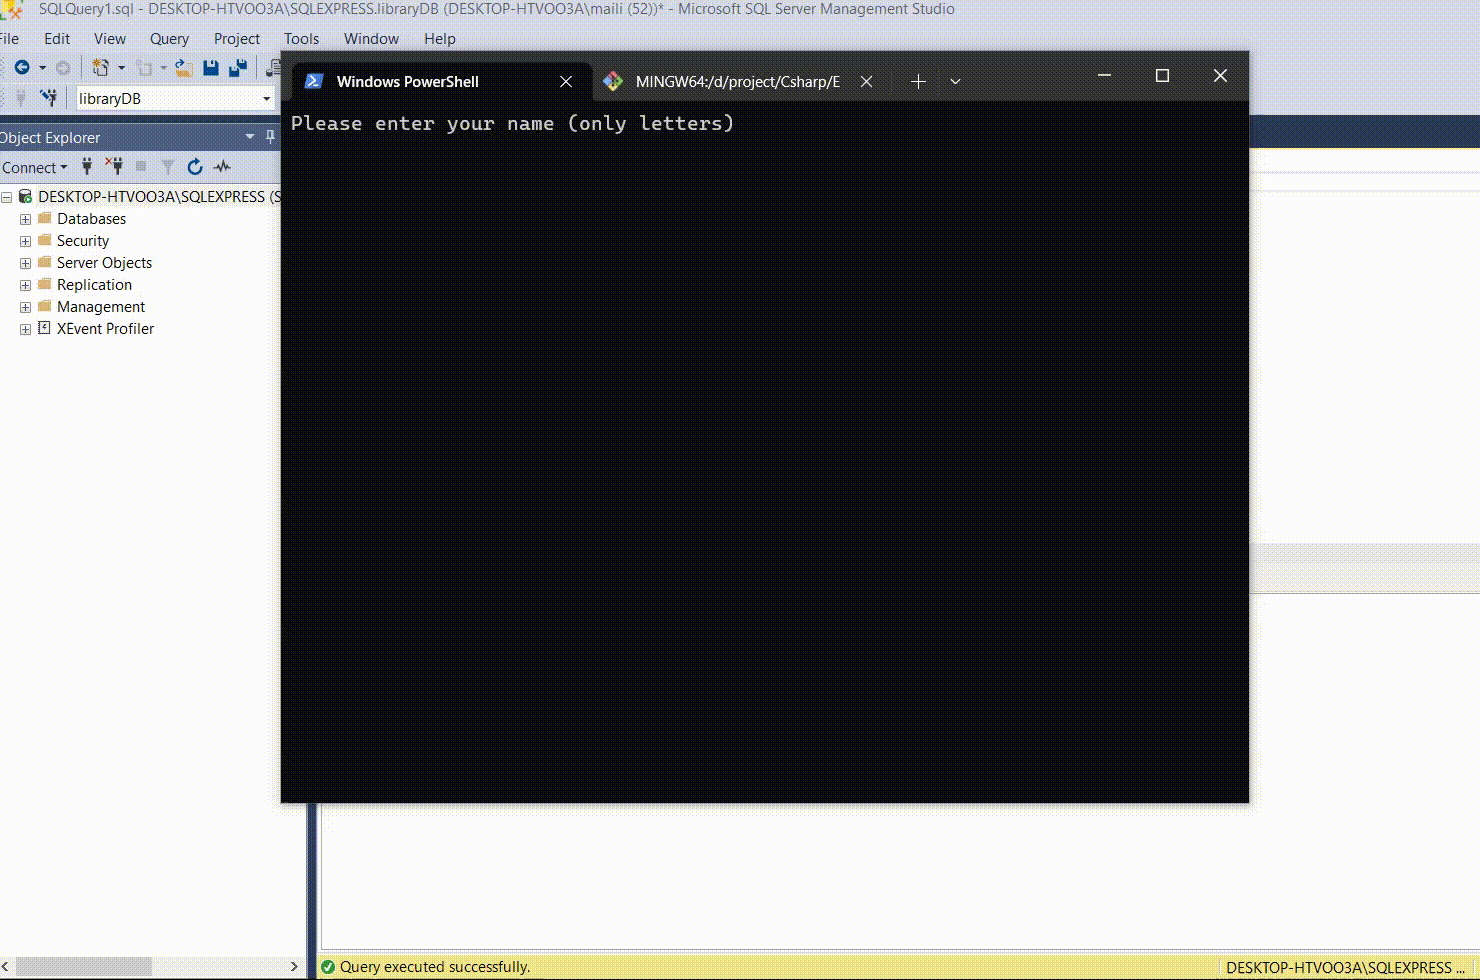 SQLQuery1.sql - DESKTOP-HTVOO3A\SQLEXPRESS.libraryDB (DESKTOP-HTVOO3A\maili (52))* - Microsoft SQL Server Management Studio
File Edit View Query Project Tools Window Help
Windows PowerShell MINGW64:/d/project/Csharp/E
libraryDB
Please enter your name (only letters)
Object Explorer
Connect
DESKTOP-HTVOO3A\SQLEXPRESS (S
Databases
Security
Server Objects
Replication
Management
XEvent Profiler
Query executed successfully.
DESKTOP-HTVOO3A\SQLEXPRESS ...